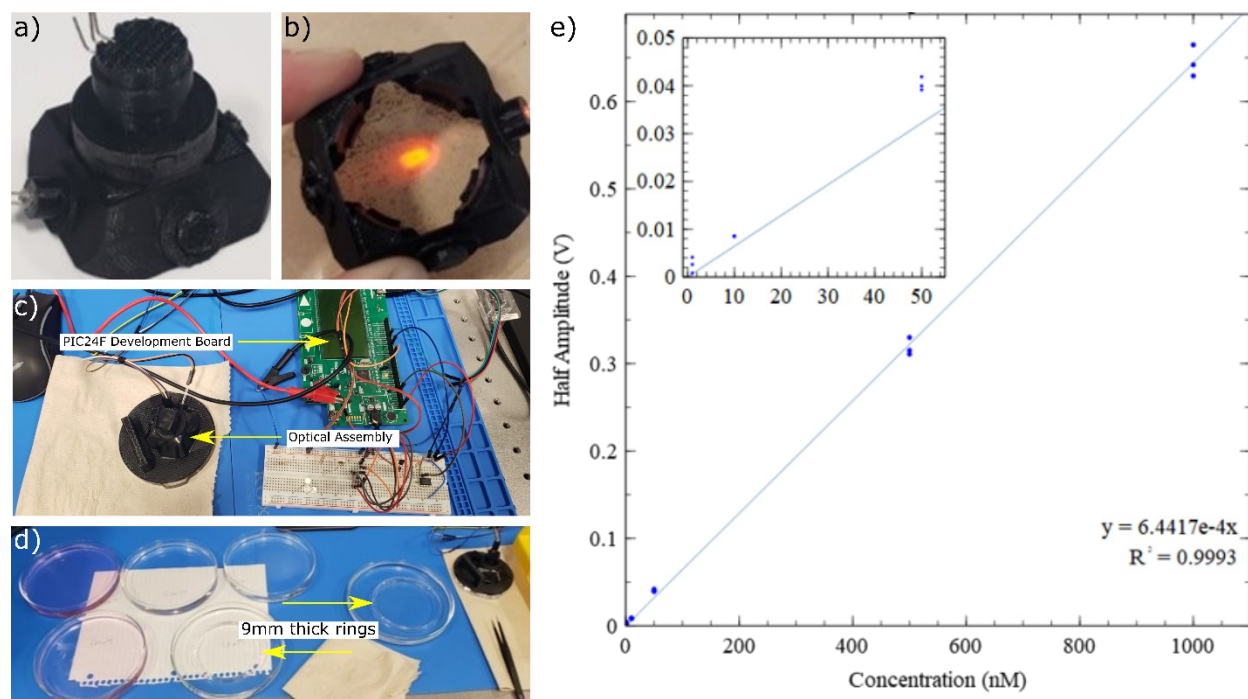 a)
b)
c)
PIC24F Development Board
Optical Assembly
d)
9mm thick rings
e)
0.05
0.04
0.03
0.02
0.01
0
0 10 20 30 40 50
0.6
0.5
0.4
0.3
0.2
0.1
0
0 200 400 600 800 1000
Half Amplitude (V)
Concentration (nM)
y = 6.4417e-4x
R² = 0.9993